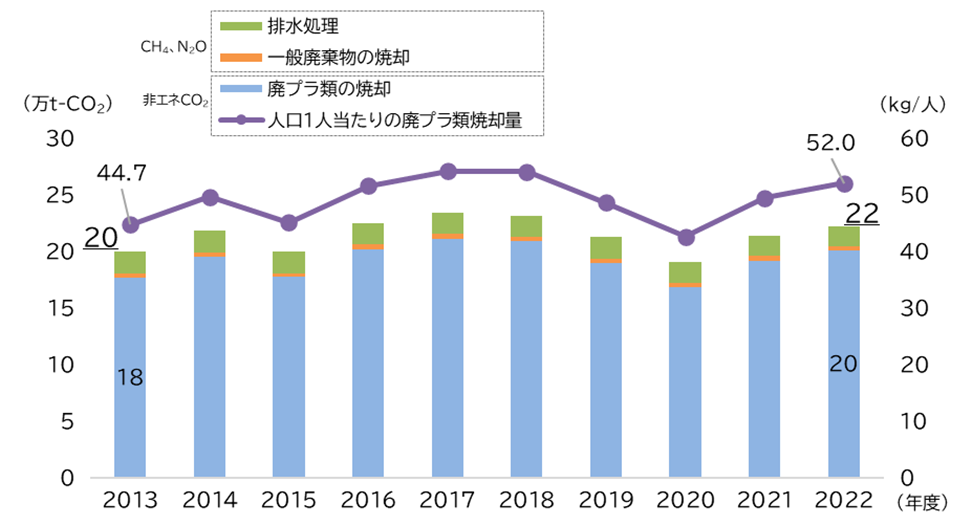 排水処理
CH₄、N₂O
一般廃棄物の焼却
廃プラ類の焼却
非エネCO₂
人口1人当たりの廃プラ類焼却量
(万t-CO₂)
(kg/人)
30
60
52.0
44.7
25
50
22
20
20
40
15
30
18
20
10
20
5
10
0
0
2013 2014 2015 2016 2017 2018 2019 2020 2021 2022 (年度)